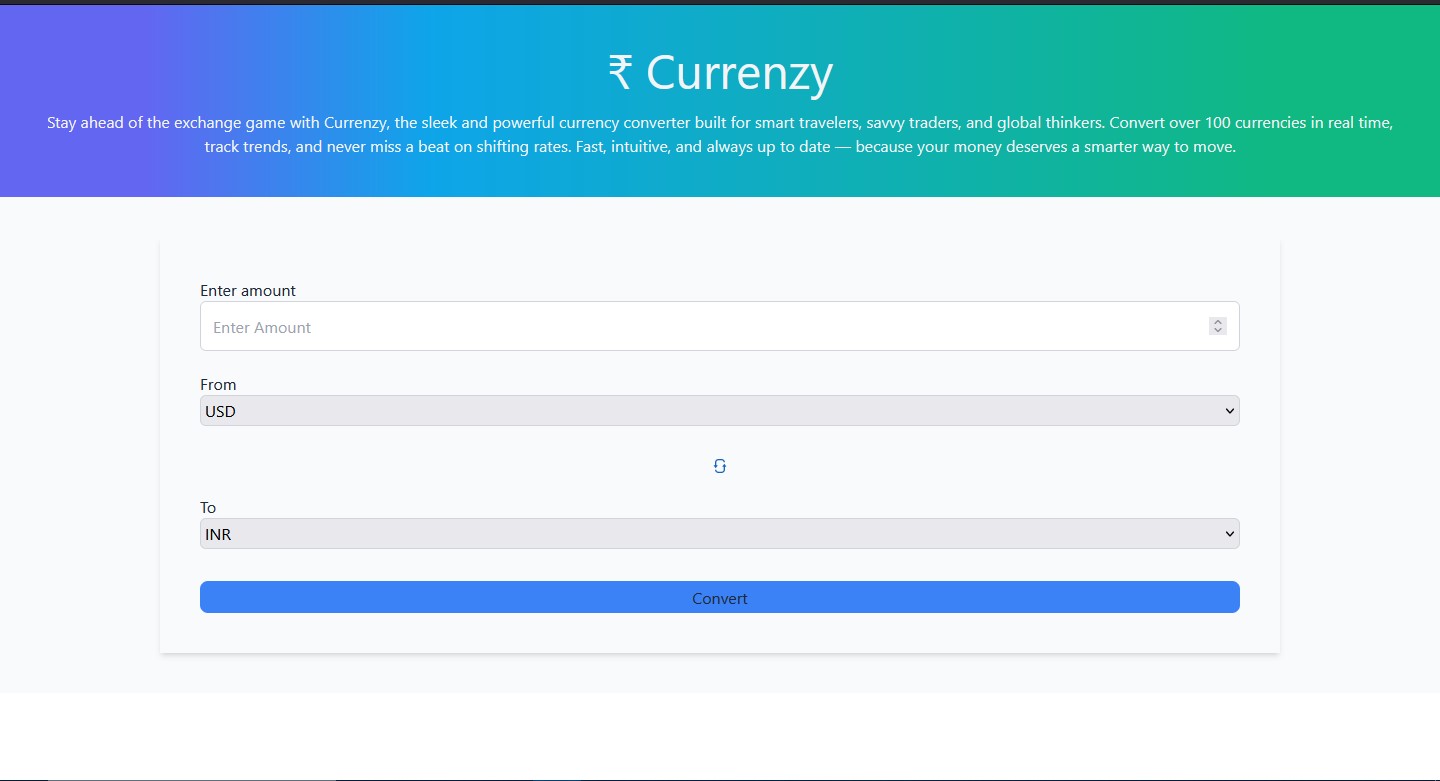 ₹ Currenzy
Stay ahead of the exchange game with Currenzy, the sleek and powerful currency converter built for smart travelers, savvy traders, and global thinkers. Convert over 100 currencies in real time,
track trends, and never miss a beat on shifting rates. Fast, intuitive, and always up to date — because your money deserves a smarter way to move.
Enter amount
Enter Amount
From
USD
To
INR
Convert